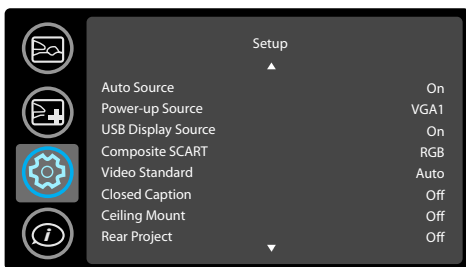 Setup
Auto Source On
Power-up Source VGA1
USB Display Source On
Composite SCART RGB
Video Standard Auto
Closed Caption Off
Ceiling Mount Off
Rear Project Off
i